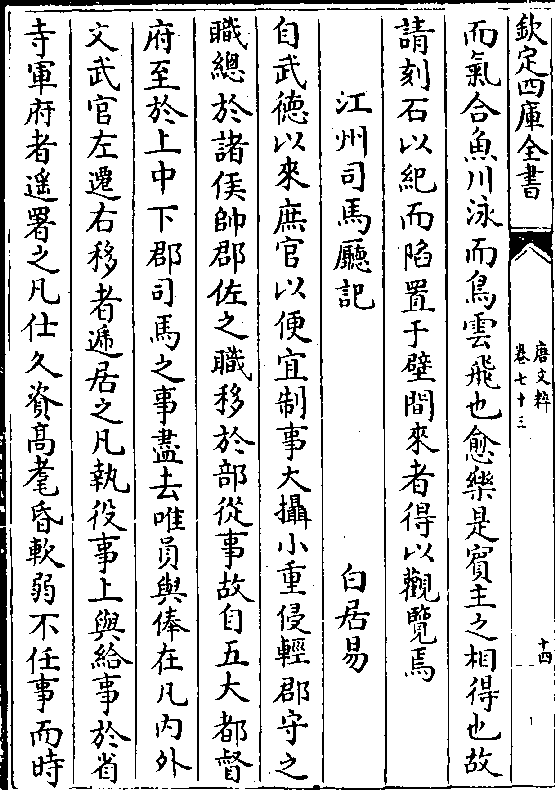 欽定四庫全書
唐文粹
卷七十三
十四
而氣合魚川泳而鳥雲飛也愈樂是賓主之相得也故
請刻石以紀而䧟置于壁間來者得以觀覽焉
江州司馬廳記
白居易
自武德以來庶官以便宜制事大攝小重侵輕郡守之
職總於諸侯帥郡佐之職移於部從事故自五大都督
府至於上中下郡司馬之事盡去唯員與俸在凡內外
文武官左遷右移者遞居之凡執役事上與給事於省
寺軍府者遥署之凡仕久資髙耄昏軟弱不任事而時